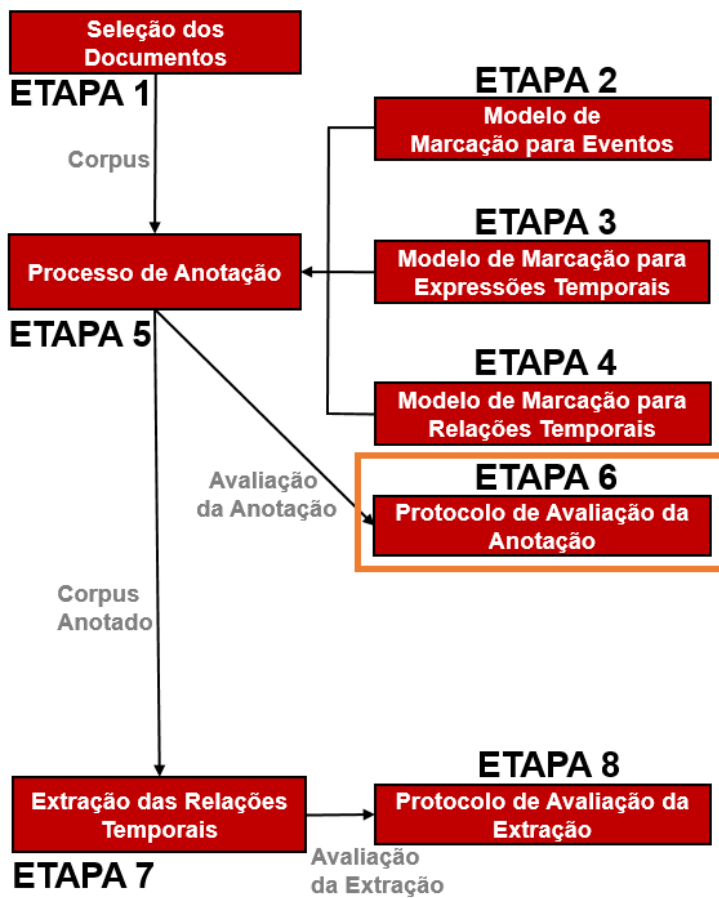 Seleção dos
Documentos
ETAPA 1
Corpus
ETAPA 2
Modelo de
Marcação para Eventos
ETAPA 3
Modelo de Marcação para
Expressões Temporais
Processo de Anotação
ETAPA 5
ETAPA 4
Modelo de Marcação para
Relações Temporais
Avaliação
da Anotação
ETAPA 6
Protocolo de Avaliação da
Anotação
Corpus
Anotado
Extração das Relações
Temporais
ETAPA 7
Avaliação
da Extração
ETAPA 8
Protocolo de Avaliação da
Extração